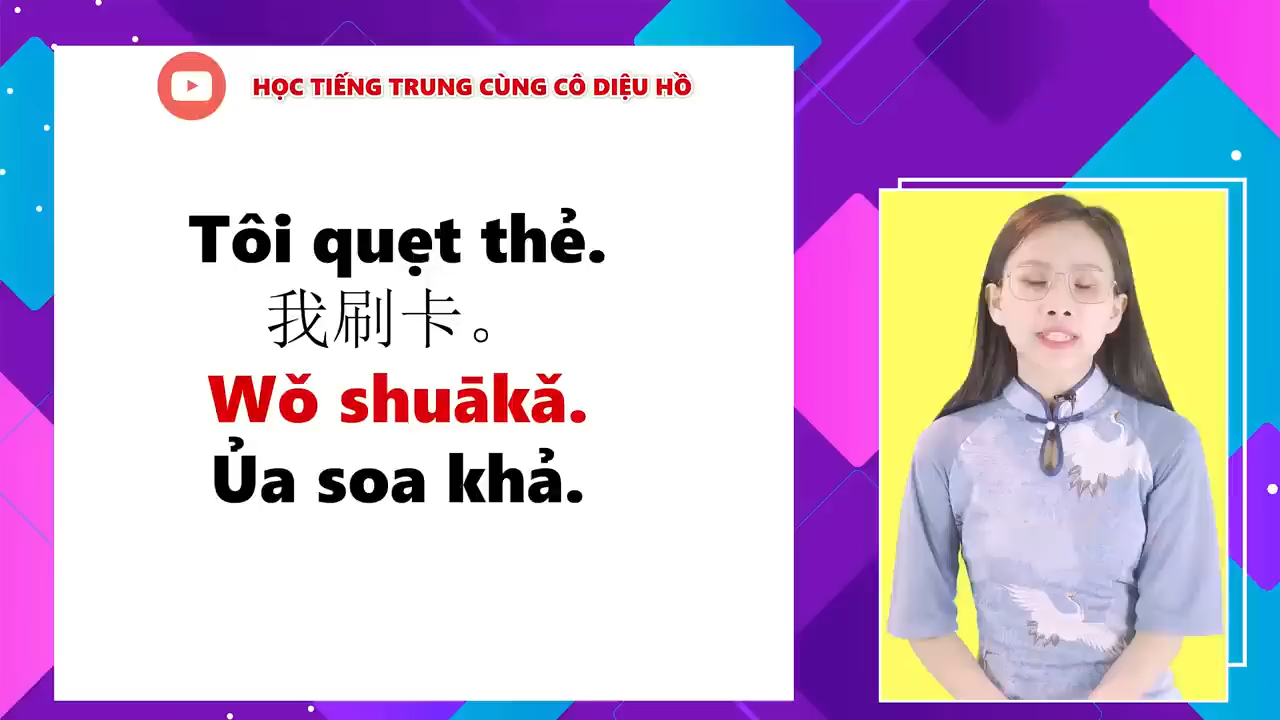 HỌC TIẾNG TRUNG CÙNG CÔ DIỆU HỒ
Tôi quẹt thẻ.
我刷卡。
Wǒ shuākǎ.
Ủa soa khả.